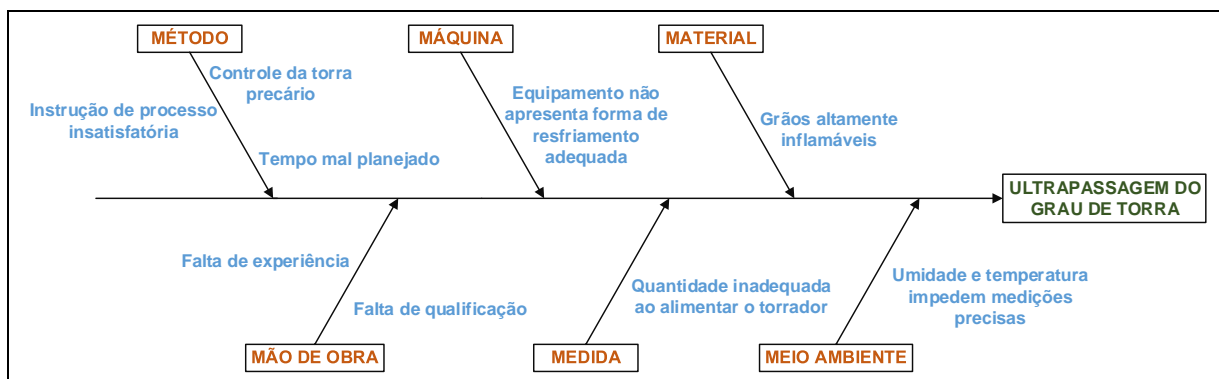 MÉTODO
MÁQUINA
MATERIAL
Controle da torra
precário
Instrução de processo
insatisfatória
Tempo mal planejado
Equipamento não
apresenta forma de
resfriamento
adequada
Grãos altamente
inflamáveis
ULTRAPASSAGEM DO
GRAU DE TORRA
Falta de experiência
Falta de qualificação
Quantidade inadequada
ao alimentar o torrador
Umidade e temperatura
impedem medições
precisas
MÃO DE OBRA
MEDIDA
MEIO AMBIENTE